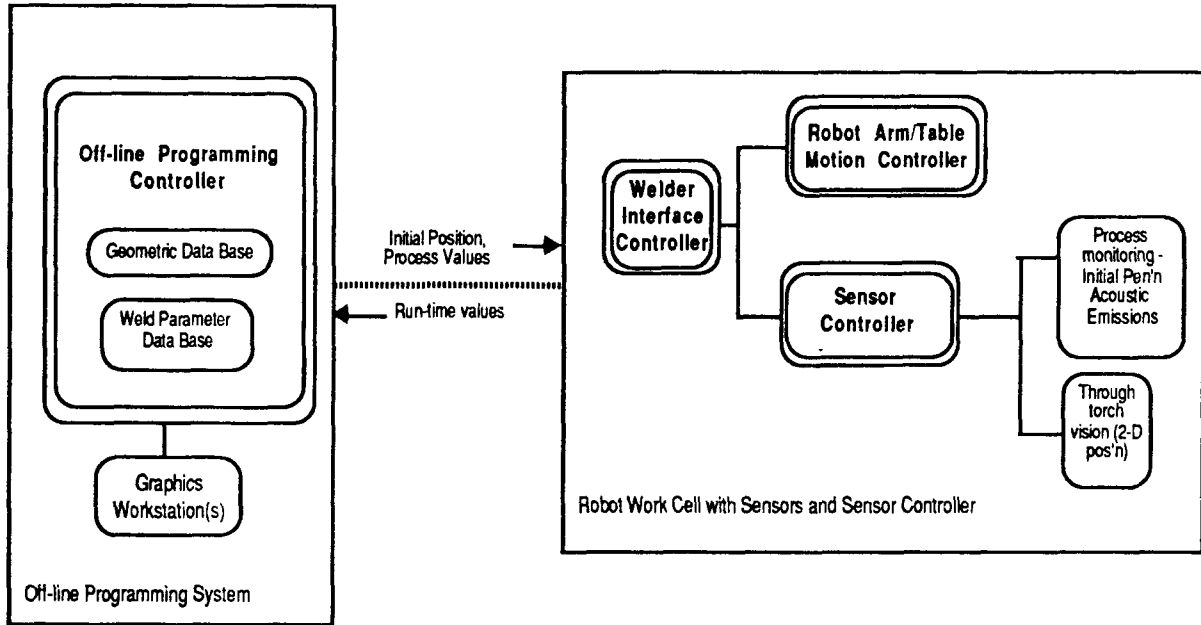 Off-line Programming
Controller
Geometric Data Base
Weld Parameter
Data Base
Graphics
Workstation(s)
Off-line Programming System
Initial Position,
Process Values
Run-time values
Welder
Interface
Controller
Robot Arm/Table
Motion Controller
Sensor
Controller
Process
monitoring -
Initial Pen'n
Acoustic
Emissions
Through
torch
vision (2-D
pos'n)
Robot Work Cell with Sensors and Sensor Controller